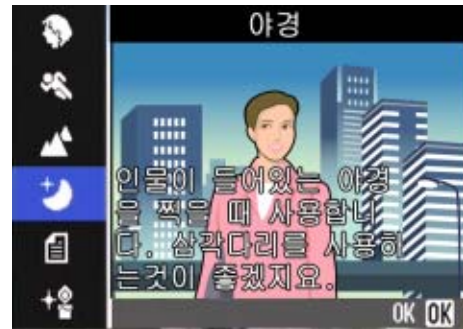 야경
인물이 들어있는 야경
을 찍을 때 사용합니
다. 삼각다리를 사용하
는것이 좋겠지요.
OK OK